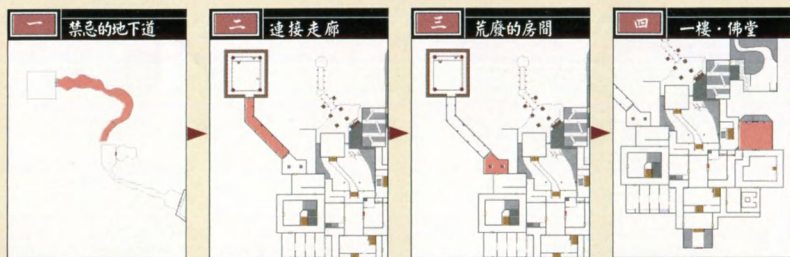 一 禁忌的地下道
二 連接走廊
三 荒廢的房間
四 一樓・佛堂